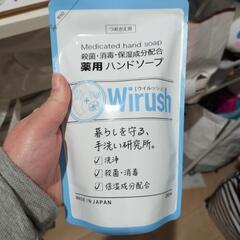 つめかえ用
Medicated hand soap
殺菌・消毒・保湿成分配合
薬用ハンドソープ
[ウイルッシュ]
Wirush
暮らしを守る、
手洗い研究所。
洗浄
殺菌・消毒
保湿成分配合
MADE IN JAPAN